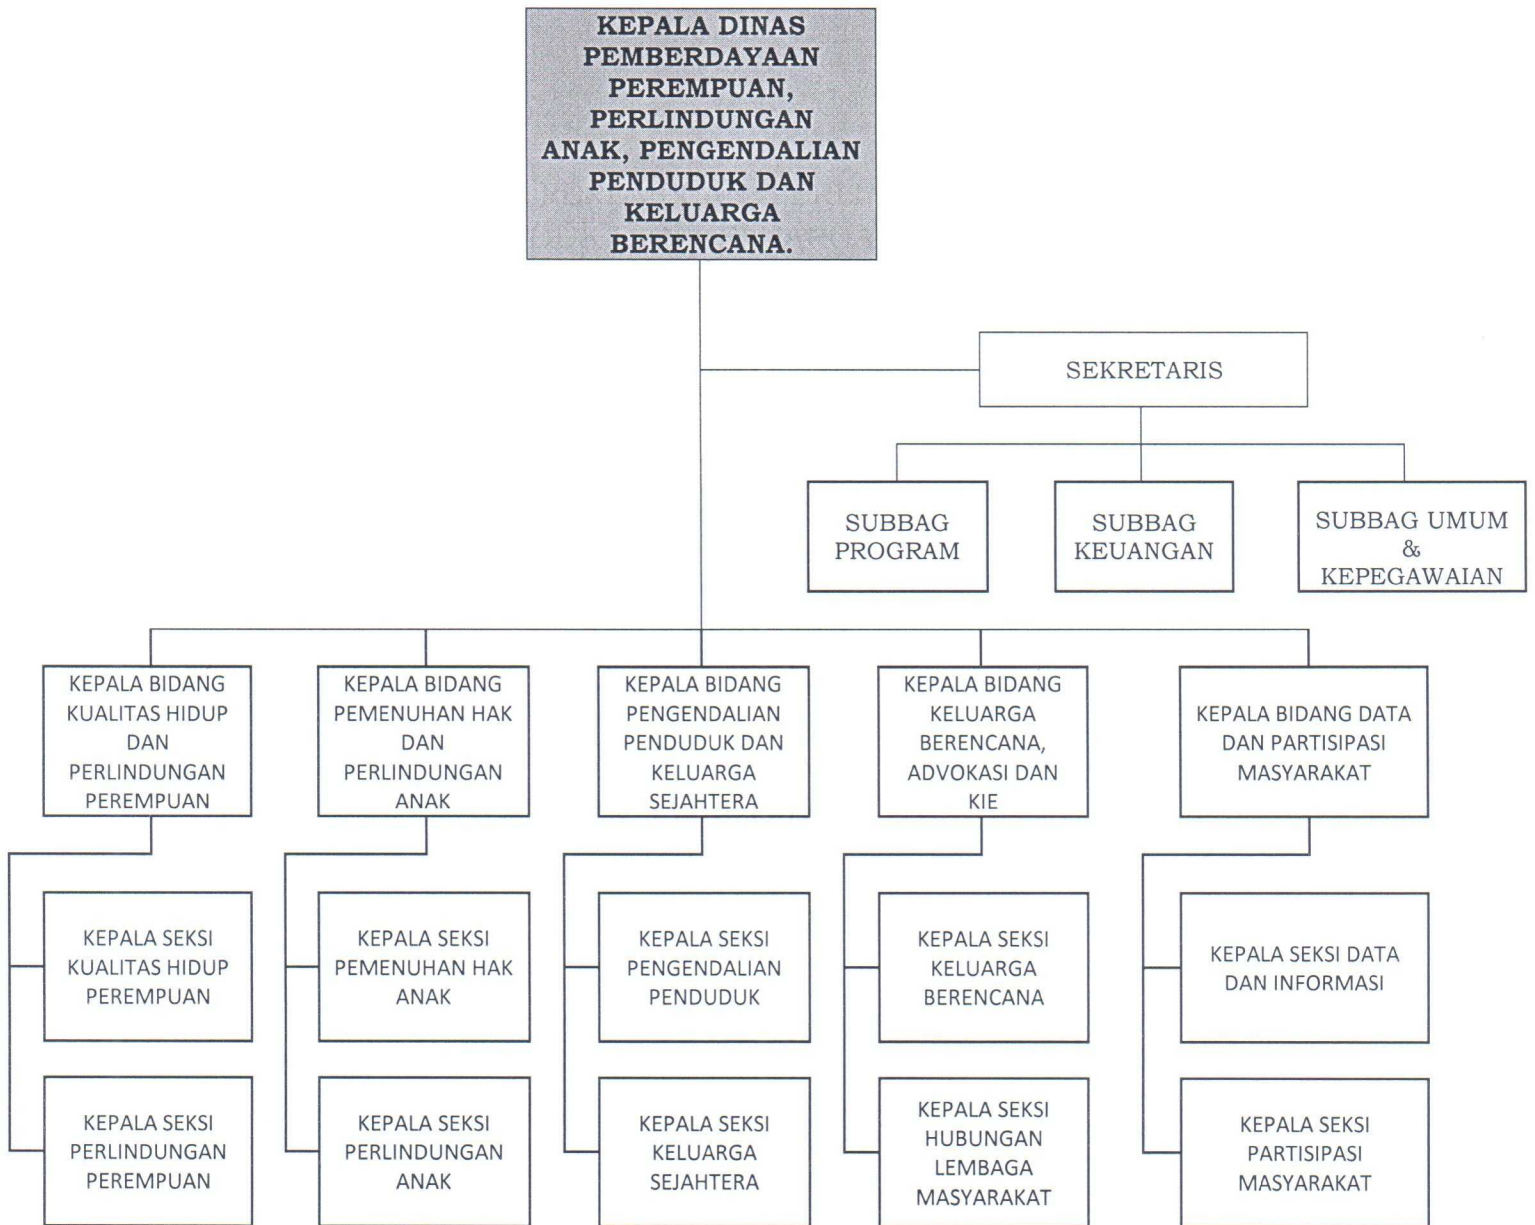 KEPALA DINAS
PEMBERDAYAAN
PEREMPUAN,
PERLINDUNGAN
ANAK, PENGENDALIAN
PENDUDUK DAN
KELUARGA
BERENCANA.
SEKRETARIS
SUBBAG
PROGRAM
SUBBAG
KEUANGAN
SUBBAG UMUM
&
KEPEGAWAIAN
KEPALA BIDANG
KUALITAS HIDUP
DAN
PERLINDUNGAN
PEREMPUAN
KEPALA BIDANG
PEMENUHAN HAK
DAN
PERLINDUNGAN
ANAK
KEPALA BIDANG
PENGENDALIAN
PENDUDUK DAN
KELUARGA
SEJAHTERA
KEPALA BIDANG
KELUARGA
BERENCANA,
ADVOKASI DAN
KIE
KEPALA BIDANG DATA
DAN PARTISIPASI
MASYARAKAT
KEPALA SEKSI
KUALITAS HIDUP
PEREMPUAN
KEPALA SEKSI
PEMENUHAN HAK
ANAK
KEPALA SEKSI
PENGENDALIAN
PENDUDUK
KEPALA SEKSI
KELUARGA
BERENCANA
KEPALA SEKSI DATA
DAN INFORMASI
KEPALA SEKSI
PERLINDUNGAN
PEREMPUAN
KEPALA SEKSI
PERLINDUNGAN
ANAK
KEPALA SEKSI
KELUARGA
SEJAHTERA
KEPALA SEKSI
HUBUNGAN
LEMBAGA
MASYARAKAT
KEPALA SEKSI
PARTISIPASI
MASYARAKAT